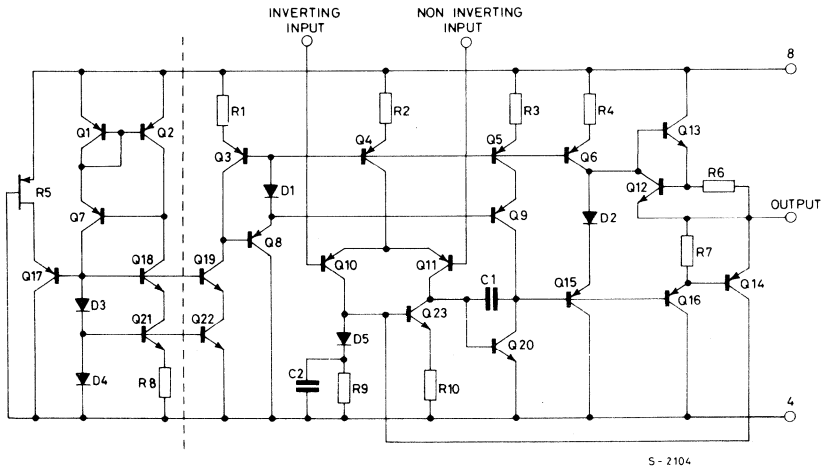 INVERTING INPUT
NON INVERTING INPUT
8
R1
R2
R3
R4
Q1
Q2
Q3
Q4
Q5
Q6
Q13
R5
D1
Q12
R6
Q7
Q8
Q9
D2
OUTPUT
R7
Q17
Q18
Q19
Q10
Q11
C1
Q15
Q16
Q14
D3
Q21
Q22
D5
Q23
Q20
D4
R8
C2
R9
R10
4
S-2104